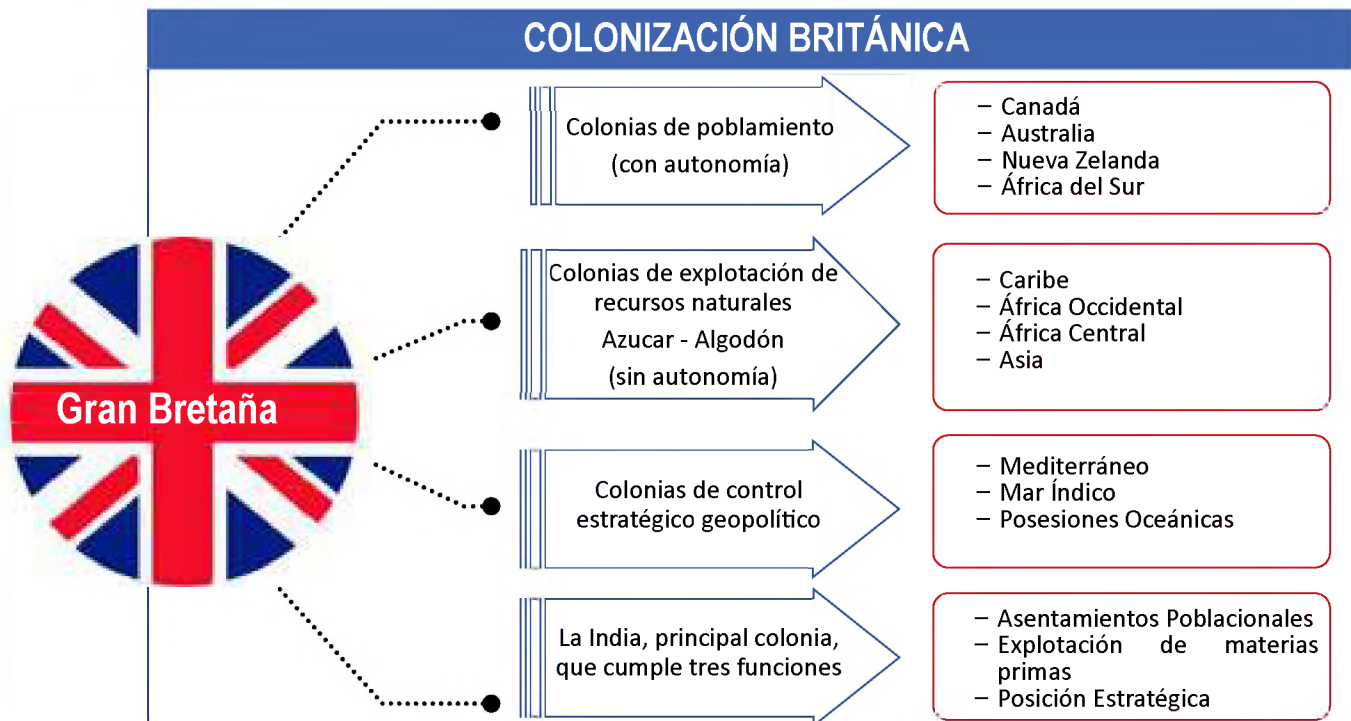 COLONIZACIÓN BRITÁNICA
Gran Bretaña
Colonias de poblamiento
(con autonomía)
– Canadá
– Australia
– Nueva Zelanda
– África del Sur
Colonias de explotación de
recursos naturales
Azucar - Algodón
(sin autonomía)
– Caribe
– África Occidental
– África Central
– Asia
Colonias de control
estratégico geopolítico
– Mediterráneo
– Mar Índico
– Posesiones Oceánicas
La India, principal colonia,
que cumple tres funciones
– Asentamientos Poblacionales
– Explotación de materias
primas
– Posición Estratégica